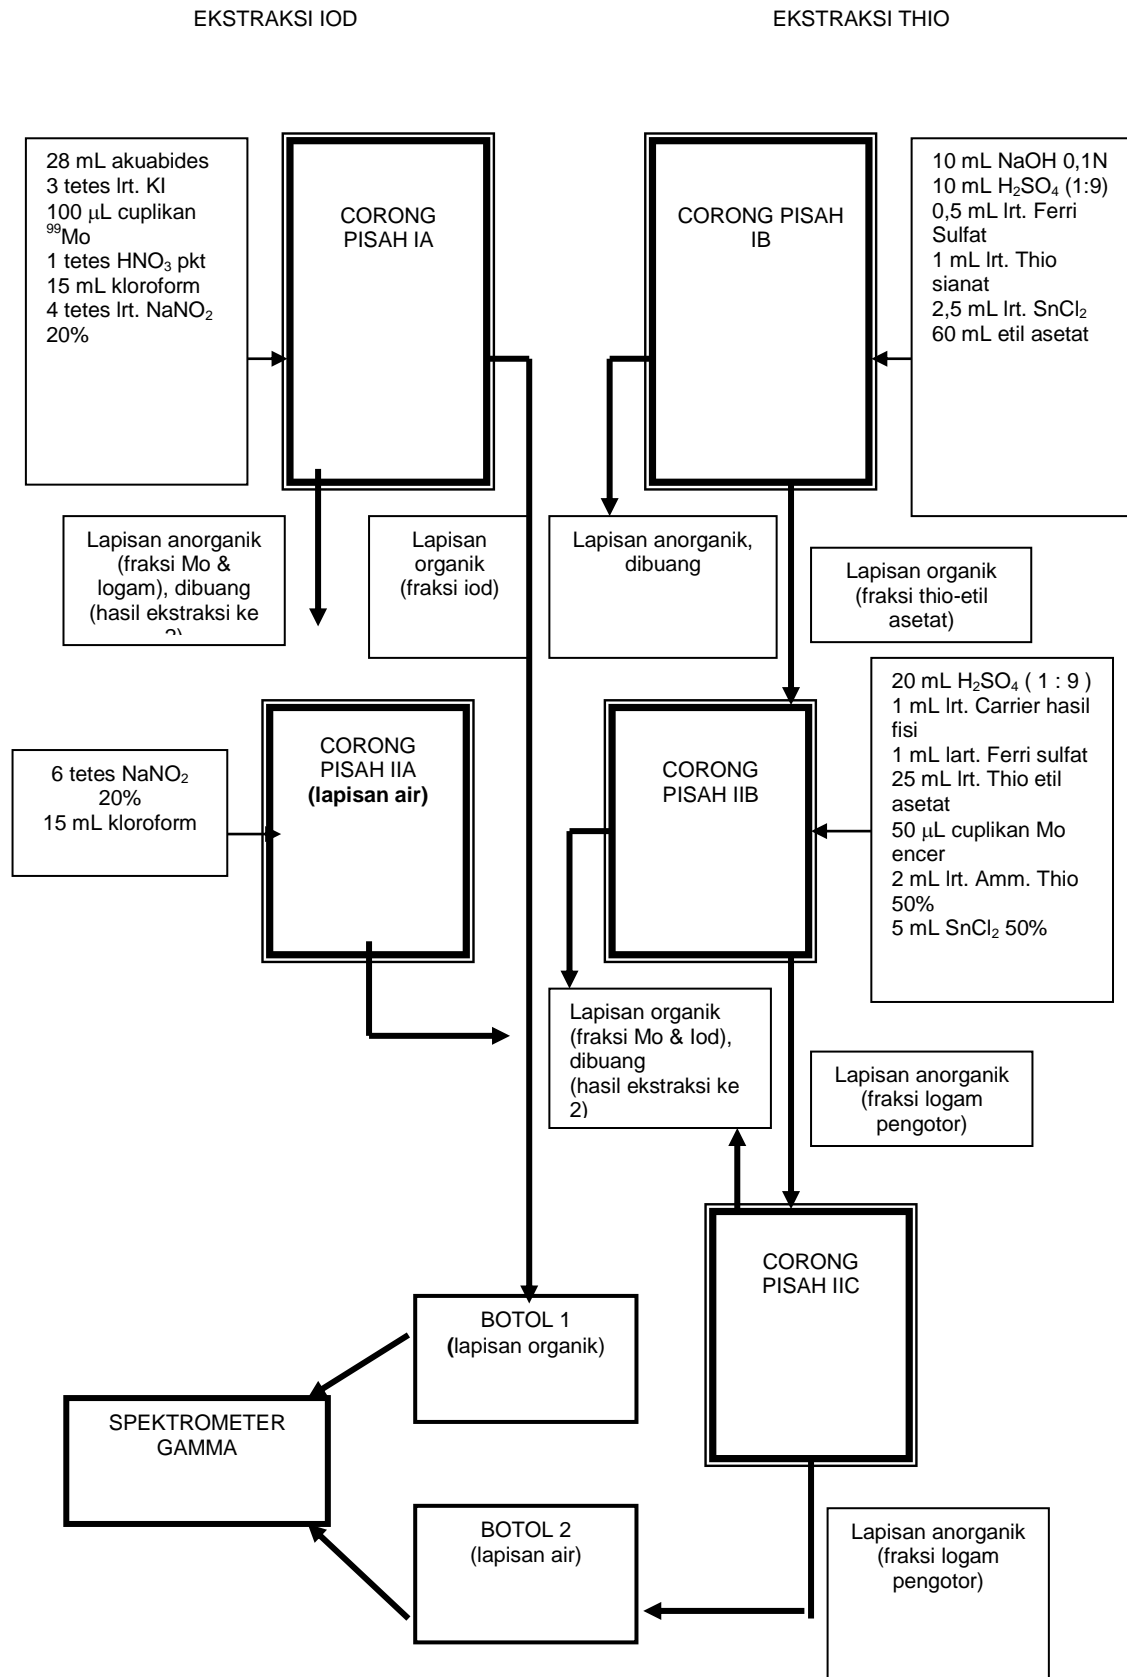 EKSTRAKSI IOD
EKSTRAKSI THIO
28 mL akuabides
3 tetes lrt. KI
100 µL cuplikan
⁹⁹Mo
1 tetes HNO₃ pkt
15 mL kloroform
4 tetes lrt. NaNO₂
20%
CORONG
PISAH IA
CORONG PISAH
IB
10 mL NaOH 0,1N
10 mL H₂SO₄ (1:9)
0,5 mL lrt. Ferri
Sulfat
1 mL lrt. Thio
sianat
2,5 mL lrt. SnCl₂
60 mL etil asetat
Lapisan anorganik
(fraksi Mo &
logam), dibuang
(hasil ekstraksi ke
Lapisan
organik
(fraksi iod)
Lapisan anorganik,
dibuang
Lapisan organik
(fraksi thio-etil
asetat)
6 tetes NaNO₂
20%
15 mL kloroform
CORONG
PISAH IIA
(lapisan air)
CORONG
PISAH IIB
20 mL H₂SO₄ ( 1 : 9 )
1 mL lrt. Carrier hasil
fisi
1 mL lart. Ferri sulfat
25 mL lrt. Thio etil
asetat
50 µL cuplikan Mo
encer
2 mL lrt. Amm. Thio
50%
5 mL SnCl₂ 50%
Lapisan organik
(fraksi Mo & Iod),
dibuang
(hasil ekstraksi ke
2)
Lapisan anorganik
(fraksi logam
pengotor)
CORONG
PISAH IIC
BOTOL 1
(lapisan organik)
SPEKTROMETER
GAMMA
BOTOL 2
(lapisan air)
Lapisan anorganik
(fraksi logam
pengotor)